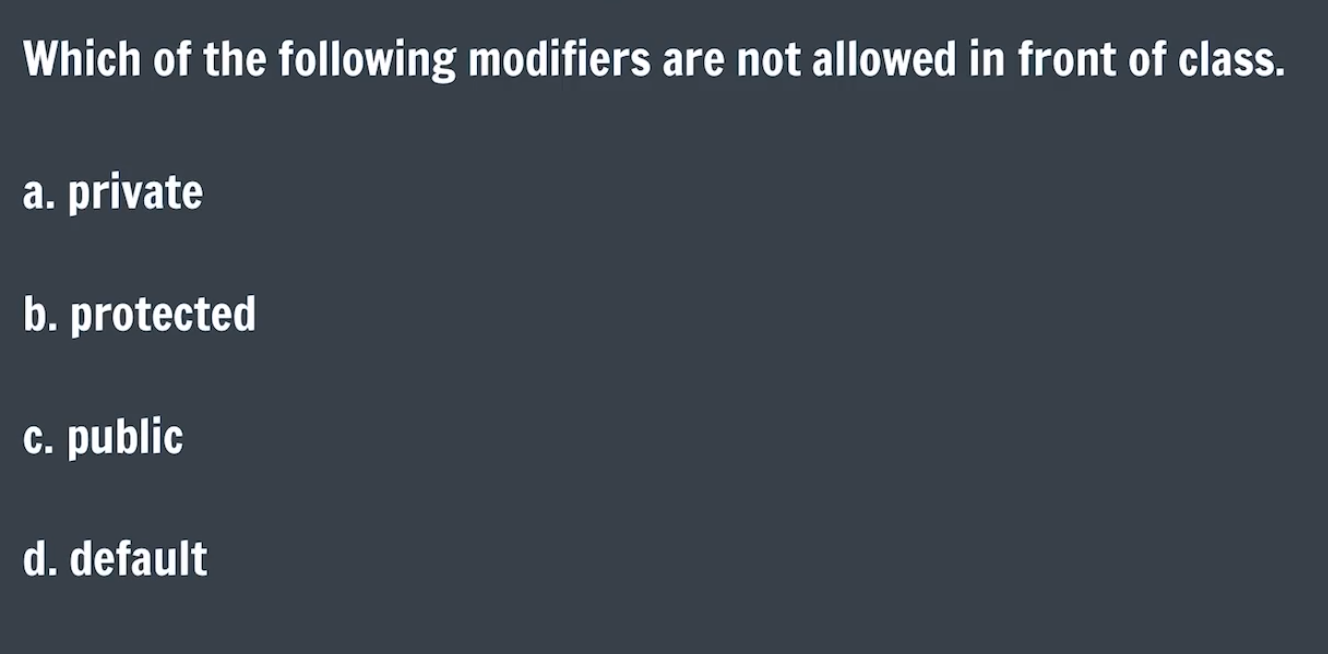 Which of the following modifiers are not allowed in front of class.
a. private
b. protected
c. public
d. default